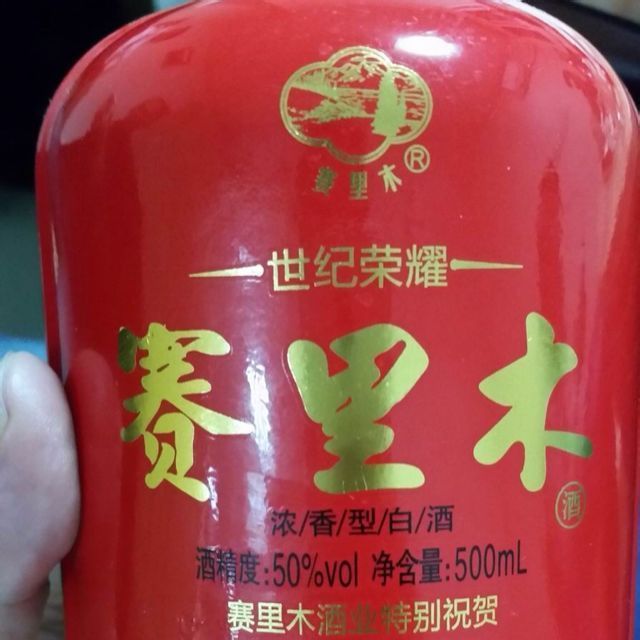 赛里木®
世纪荣耀
赛里木酒
浓/香/型/白/酒
酒精度:50%vol 净含量:500mL
赛里木酒业特别祝贺